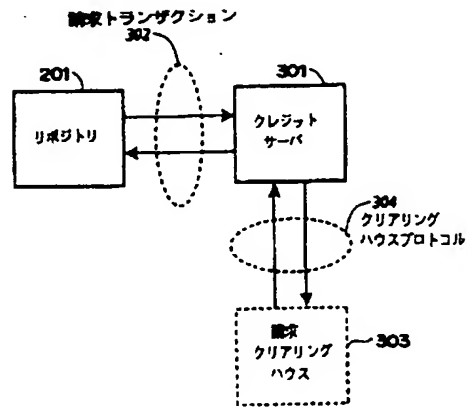 請求トランザクション
302
201
リポジトリ
301
クレジット
サーバ
304
クリアリング
ハウスプロトコル
請求
クリアリング
ハウス
303